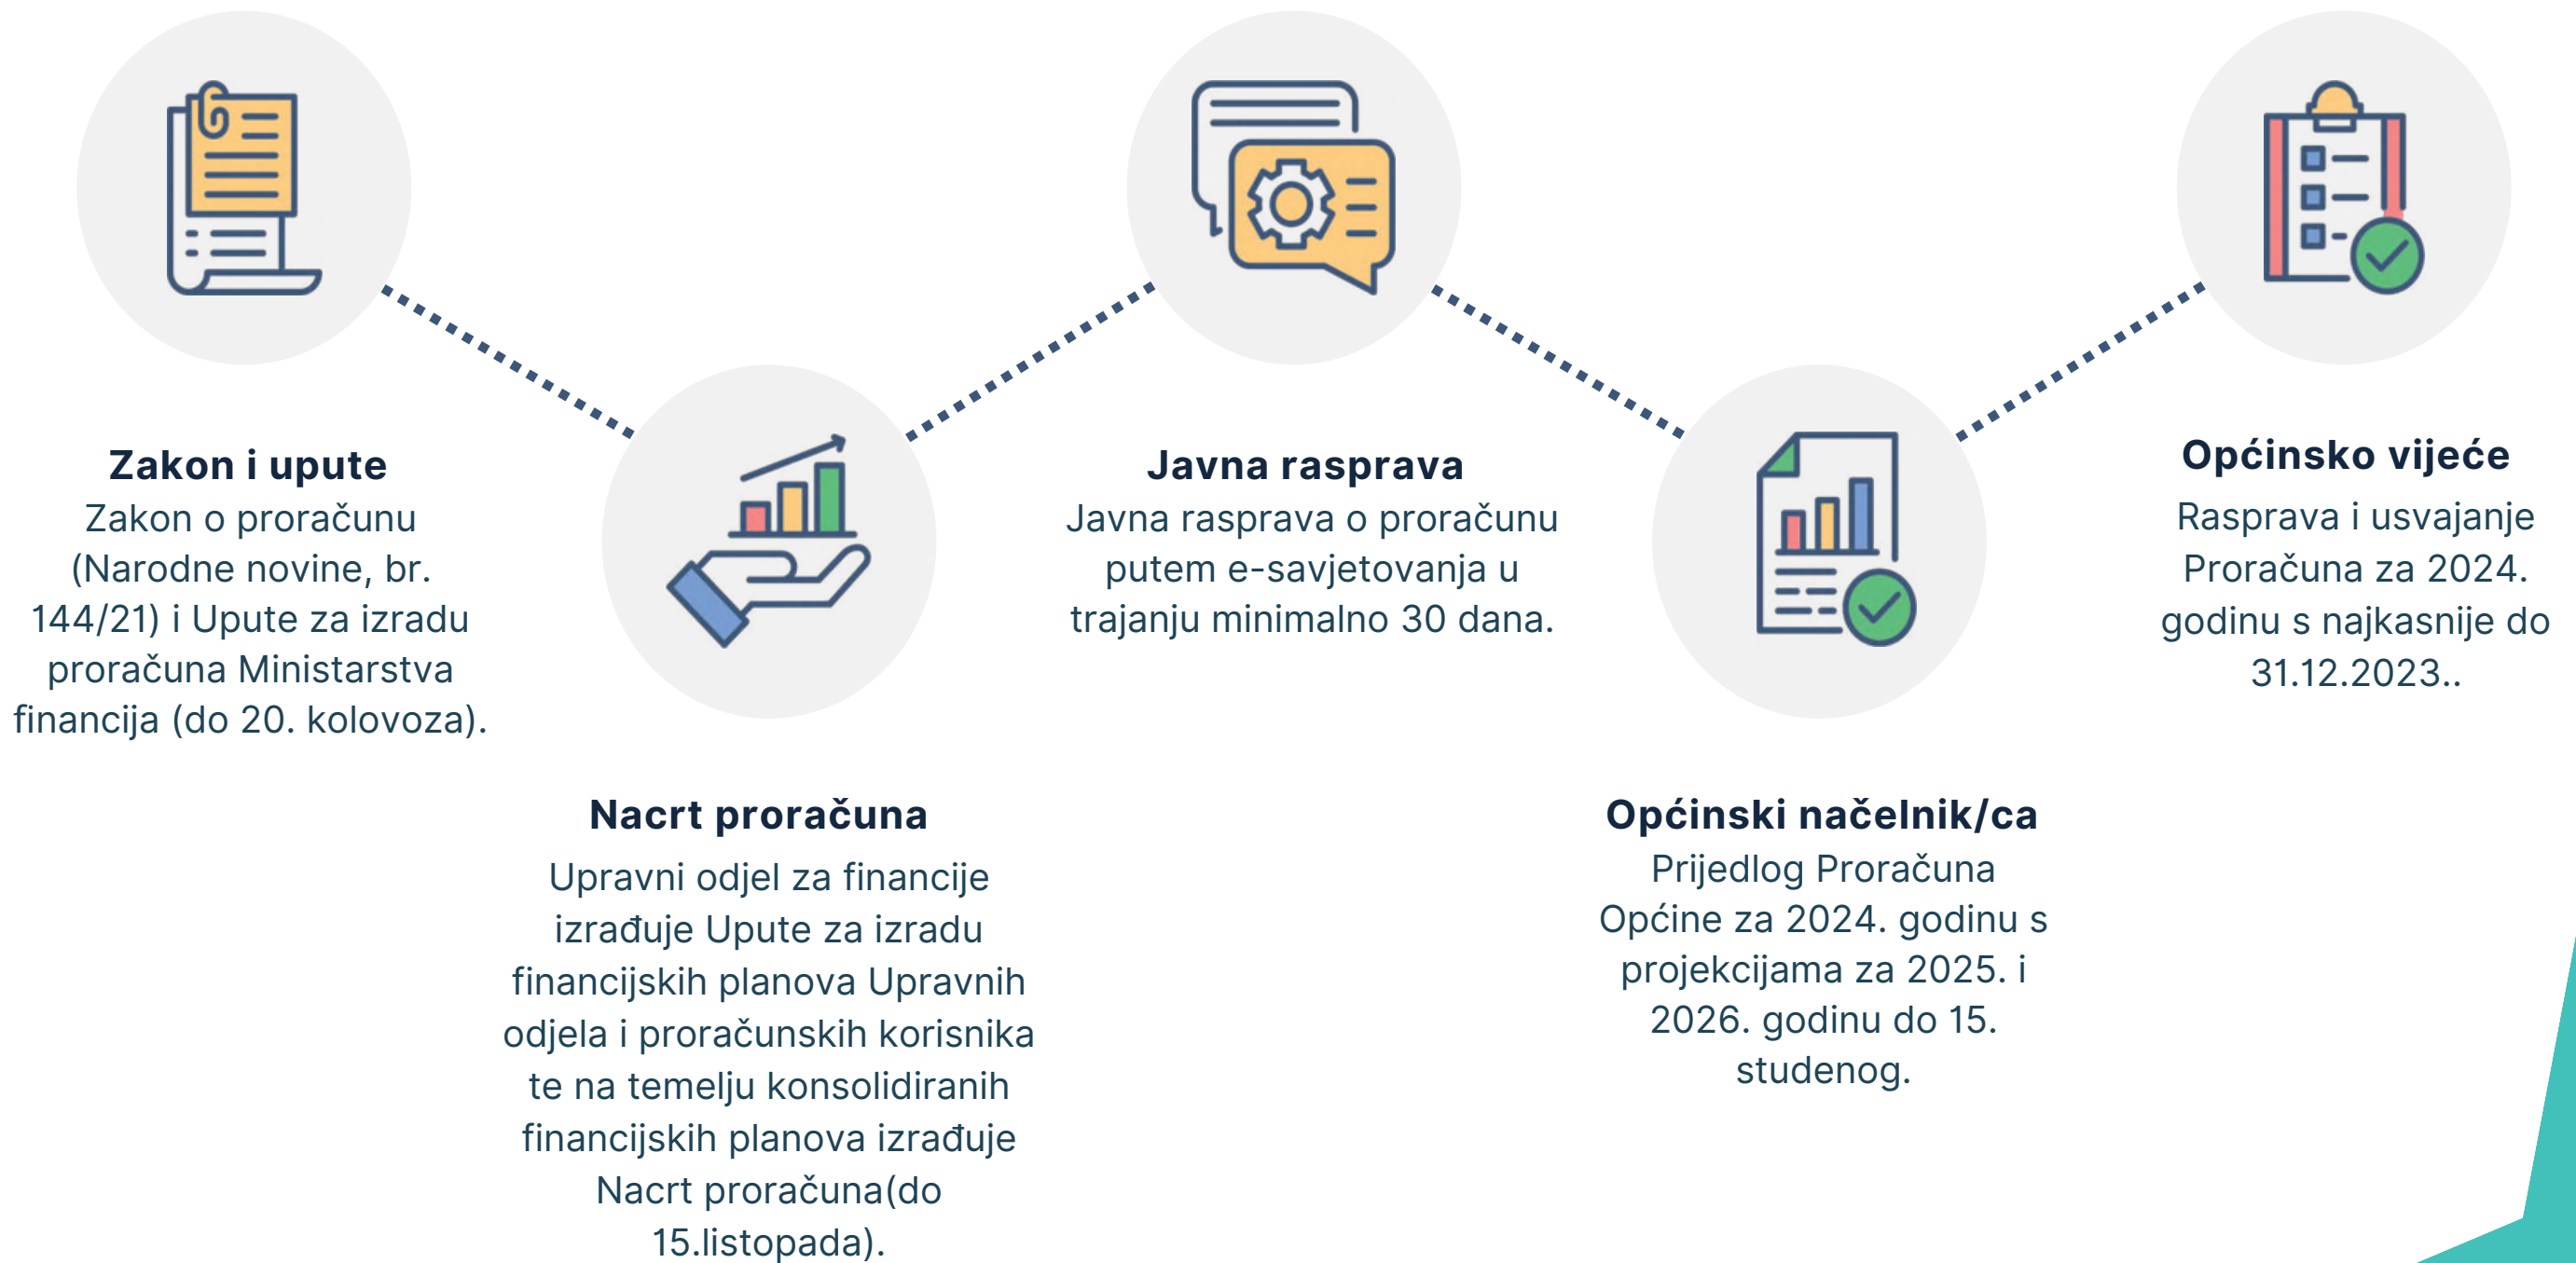 Zakon i upute
Zakon o proračunu
(Narodne novine, br.
144/21) i Upute za izradu
proračuna Ministarstva
financija (do 20. kolovoza).
Nacrt proračuna
Upravni odjel za financije
izrađuje Upute za izradu
financijskih planova Upravnih
odjela i proračunskih korisnika
te na temelju konsolidiranih
financijskih planova izrađuje
Nacrt proračuna(do
15.listopada).
Javna rasprava
Javna rasprava o proračunu
putem e-savjetovanja u
trajanju minimalno 30 dana.
Općinski načelnik/ca
Prijedlog Proračuna
Općine za 2024. godinu s
projekcijama za 2025. i
2026. godinu do 15.
studenog.
Općinsko vijeće
Rasprava i usvajanje
Proračuna za 2024.
godinu s najkasnije do
31.12.2023..